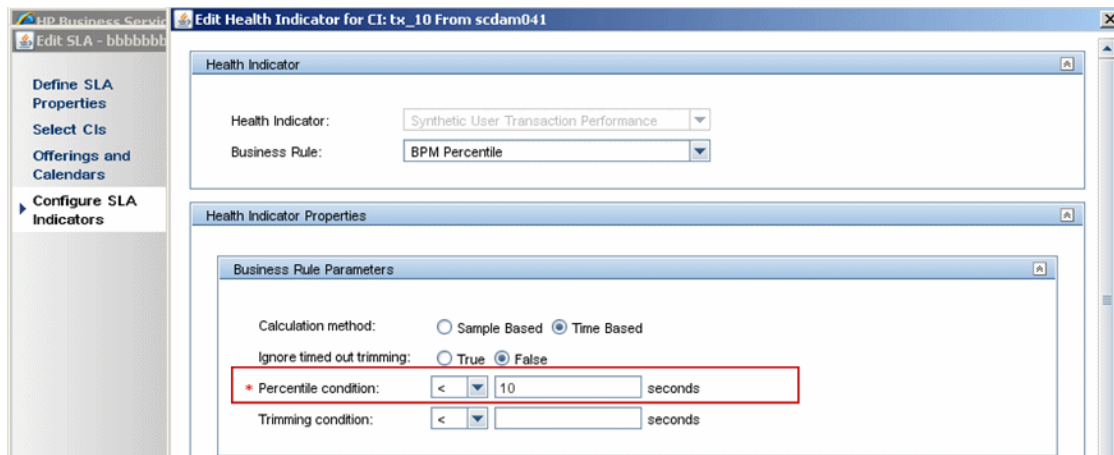 HP Business Servic
Edit Health Indicator for CI: tx_10 From scdam041
Edit SLA - bbbbbbb
Define SLA
Properties
Select CIs
Offerings and
Calendars
Configure SLA
Indicators
Health Indicator
Health Indicator: Synthetic User Transaction Performance
Business Rule: BPM Percentile
Health Indicator Properties
Business Rule Parameters
Calculation method: Sample Based Time Based
Ignore timed out trimming: True False
* Percentile condition: < 10 seconds
Trimming condition: < seconds